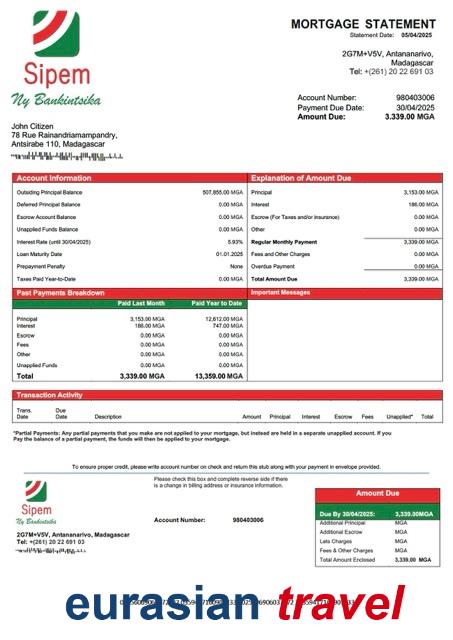 MORTGAGE STATEMENT
Statement Date: 05/04/2025
2G7M+V5V, Antananarivo,
Madagascar
Tel: +(261) 20 22 691 03
Sipem
Ny Bankintsika
Account Number: 980403006
Payment Due Date: 30/04/2025
Amount Due: 3.339.00 MGA
John Citizen
78 Rue Rainandriamampandry,
Antsirabe 110, Madagascar
Account Information
Outsiding Principal Balance 507,855.00 MGA
Deferred Principal Balance 0.00 MGA
Escrow Account Balance 0.00 MGA
Unapplied Funds Balance 0.00 MGA
Interest Rate (until 30/04/2025) 5.93%
Loan Maturity Date 01.01.2025
Prepayment Penalty None
Taxes Paid Year-to-Date 0.00 MGA
Explanation of Amount Due
Principal 3,153.00 MGA
Interest 186.00 MGA
Escrow (For Taxes and/or insurance) 0.00 MGA
Other 0.00 MGA
Regular Monthly Payment 3,339.00 MGA
Fees and Other Charges 0.00 MGA
Overdue Payment 0.00 MGA
Total Amount Due 3,339.00 MGA
Past Payments Breakdown
Paid Last Month Paid Year to Date
Principal 3,153.00 MGA 12,612.00 MGA
Interest 186.00 MGA 747.00 MGA
Escrow 0.00 MGA 0.00 MGA
Fees 0.00 MGA 0.00 MGA
Other 0.00 MGA 0.00 MGA
Unapplied Funds 0.00 MGA 0.00 MGA
Total 3,339.00 MGA 13,359.00 MGA
Important Messages
Transaction Activity
Trans. Date Due Date Description Amount Principal Interest Escrow Fees Unapplied* Total
*Partial Payments: Any partial payments that you make are not applied to your mortgage, but instead are held in a separate unapplied account. If you
Pay the balance of a partial payment, the funds will then be applied to your mortgage.
To ensure proper credit, please write account number on check and return this stub along with your payment in envelope provided.
Sipem
Ny Bankintsika
Please check this box and complete reverse side if there
is a change in billing address or insurance information.
Account Number: 980403006
2G7M+V5V, Antananarivo, Madagascar
Tel: +(261) 20 22 691 03
Amount Due
Due By 30/04/2025: 3,339.00MGA
Additional Principal MGA
Additional Escrow MGA
Late Charges MGA
Fees & Other Charges MGA
Total Amount Enclosed 3,339.00 MGA
eurasian travel